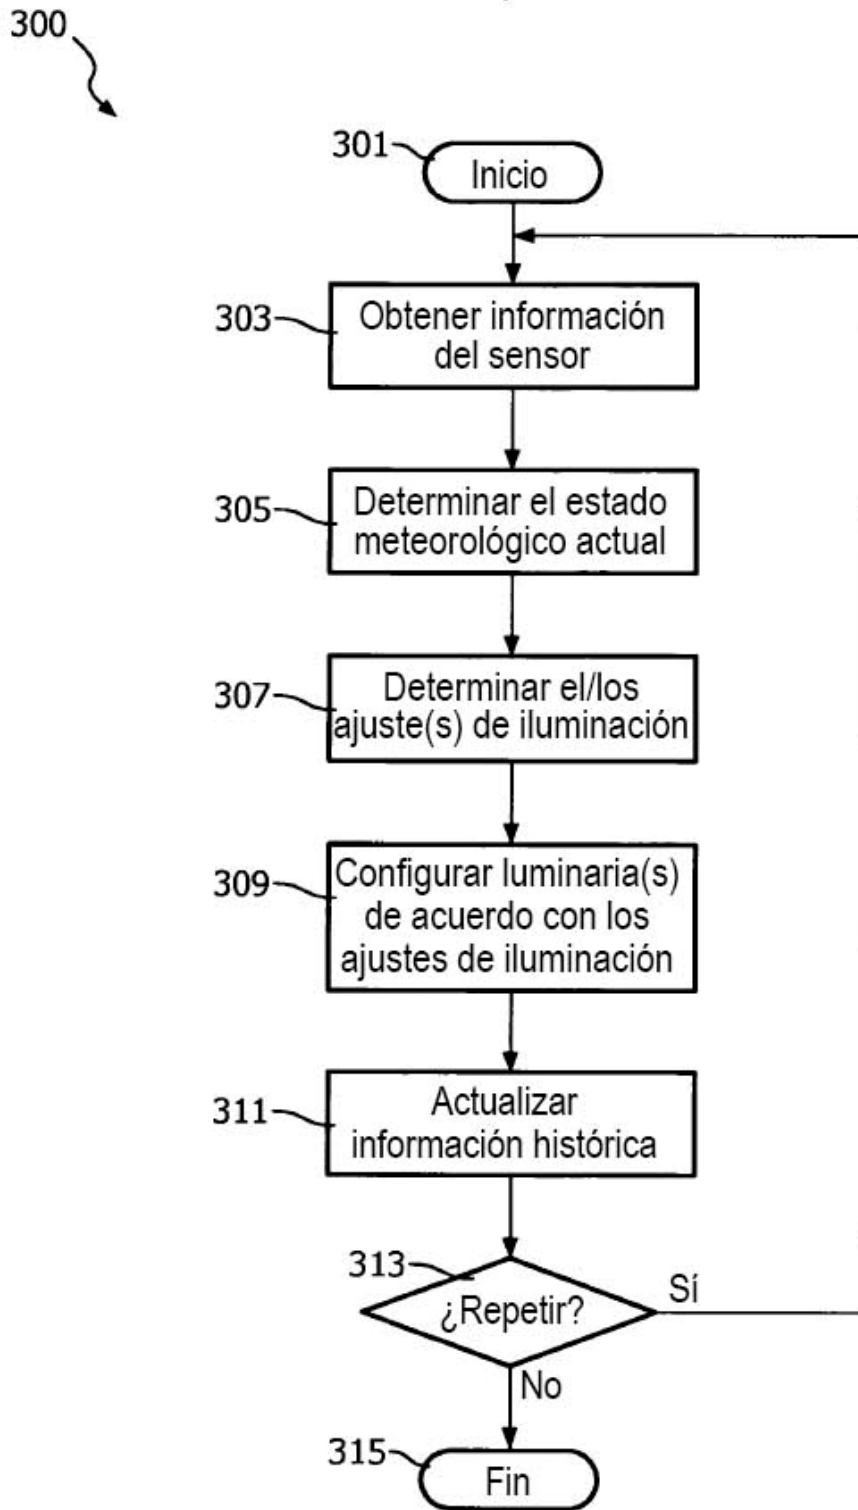 300
301
Inicio
303
Obtener información
del sensor
305
Determinar el estado
meteorológico actual
307
Determinar el/los
ajuste(s) de iluminación
309
Configurar luminaria(s)
de acuerdo con los
ajustes de iluminación
311
Actualizar
información histórica
313
¿Repetir?
Sí
No
315
Fin